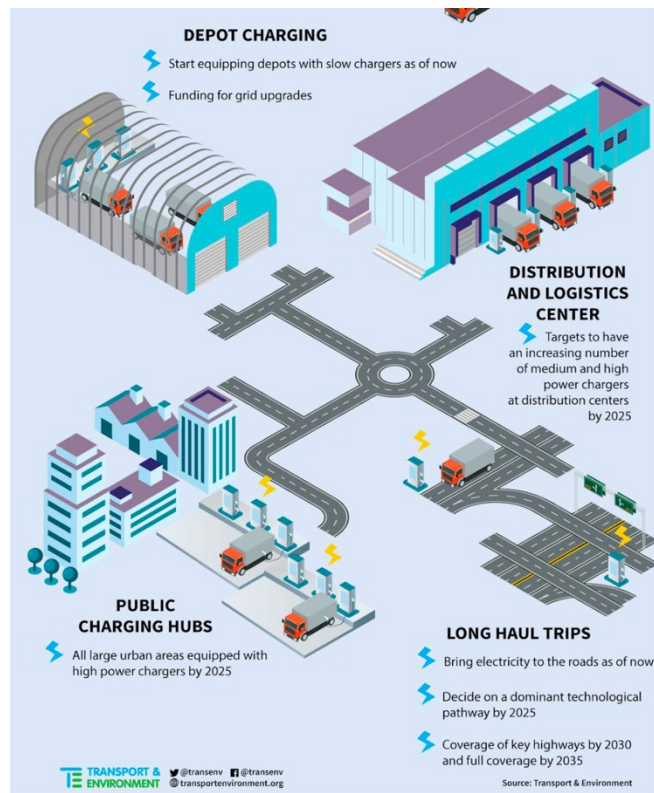 DEPOT CHARGING
Start equipping depots with slow chargers as of now
Funding for grid upgrades
DISTRIBUTION
AND LOGISTICS
CENTER
Targets to have
an increasing number
of medium and high
power chargers
at distribution centers
by 2025
PUBLIC
CHARGING HUBS
All large urban areas equipped with
high power chargers by 2025
LONG HAUL TRIPS
Bring electricity to the roads as of now
Decide on a dominant technological
pathway by 2025
Coverage of key highways by 2030
and full coverage by 2035
TE TRANSPORT & ENVIRONMENT
@transenv @transenv
transportenvironment.org
Source: Transport & Environment